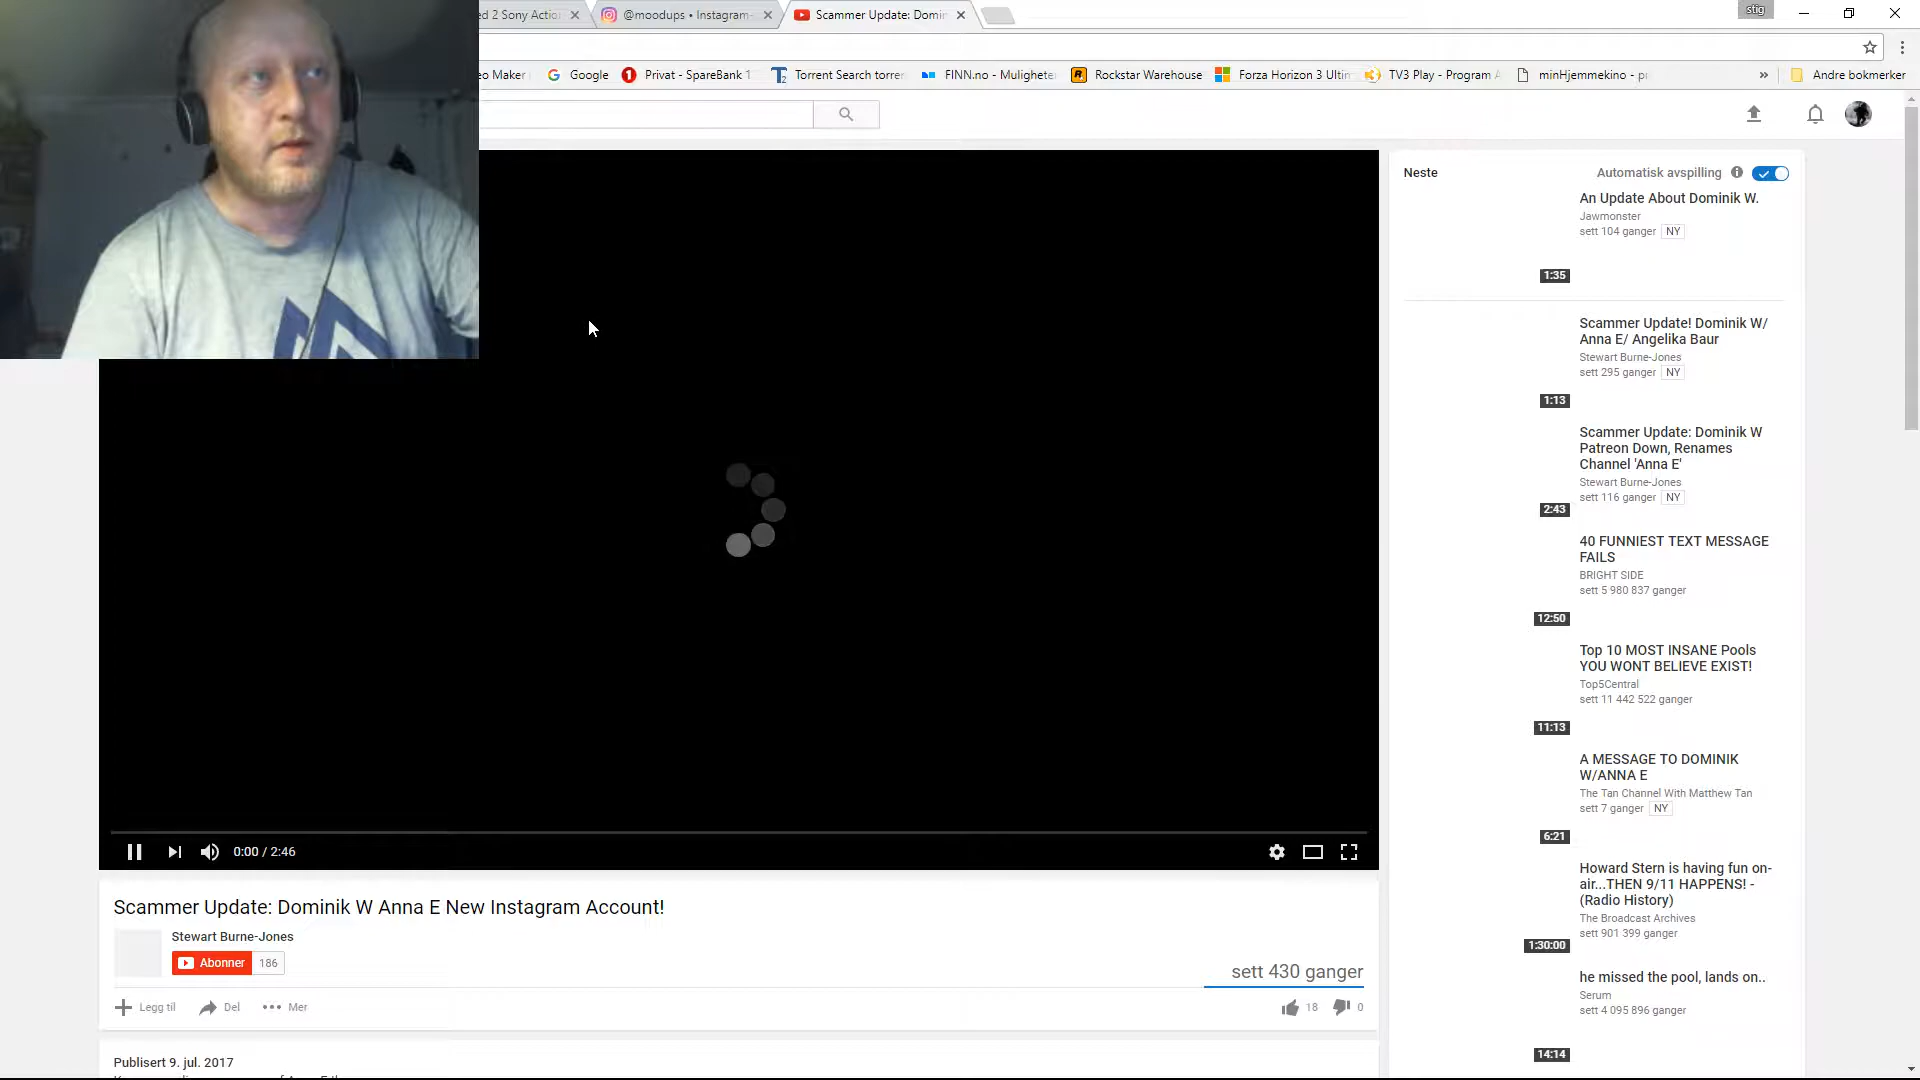 ed 2 Sony Actio
@moodups • Instagram-
Scammer Update: Domin
stig
eo Maker
Google
Privat - SpareBank 1
Torrent Search torren
FINN.no - Mulighete
Rockstar Warehouse
Forza Horizon 3 Ultim
TV3 Play - Program A
minHjemmekino - pr
»
Andre bokmerker
Neste
Automatisk avspilling
An Update About Dominik W.
Jawmonster
sett 104 ganger NY
1:35
Scammer Update! Dominik W/
Anna E/ Angelika Baur
Stewart Burne-Jones
sett 295 ganger NY
1:13
Scammer Update: Dominik W
Patreon Down, Renames
Channel 'Anna E'
Stewart Burne-Jones
sett 116 ganger NY
2:43
40 FUNNIEST TEXT MESSAGE
FAILS
BRIGHT SIDE
sett 5 980 837 ganger
12:50
Top 10 MOST INSANE Pools
YOU WONT BELIEVE EXIST!
Top5Central
sett 11 442 522 ganger
11:13
A MESSAGE TO DOMINIK
W/ANNA E
The Tan Channel With Matthew Tan
sett 7 ganger NY
6:21
Howard Stern is having fun on-
air...THEN 9/11 HAPPENS! -
(Radio History)
The Broadcast Archives
sett 901 399 ganger
1:30:00
he missed the pool, lands on..
Serum
sett 4 095 896 ganger
14:14
0:00 / 2:46
Scammer Update: Dominik W Anna E New Instagram Account!
Stewart Burne-Jones
Abonner 186
sett 430 ganger
Legg til
Del
Mer
18
0
Publisert 9. jul. 2017